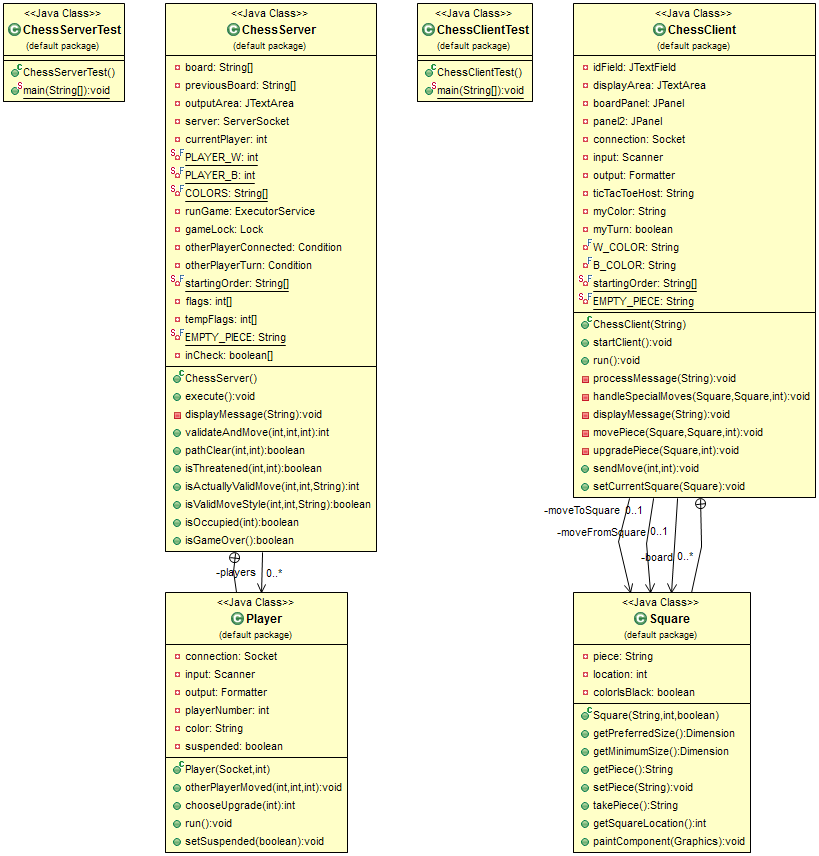 <<Java Class>>
ChessServerTest
(default package)
ChessServerTest()
main(String[]):void
<<Java Class>>
ChessServer
(default package)
board: String[]
previousBoard: String[]
outputArea: JTextArea
server: ServerSocket
currentPlayer: int
PLAYER_W: int
PLAYER_B: int
COLORS: String[]
runGame: ExecutorService
gameLock: Lock
otherPlayerConnected: Condition
otherPlayerTurn: Condition
startingOrder: String[]
flags: int[]
tempFlags: int[]
EMPTY_PIECE: String
inCheck: boolean[]
ChessServer()
execute():void
displayMessage(String):void
validateAndMove(int,int,int):int
pathClear(int,int):boolean
isThreatened(int,int):boolean
isActuallyValidMove(int,int,String):int
isValidMoveStyle(int,int,String):boolean
isOccupied(int):boolean
isGameOver():boolean
-players 0..*
<<Java Class>>
Player
(default package)
connection: Socket
input: Scanner
output: Formatter
playerNumber: int
color: String
suspended: boolean
Player(Socket,int)
otherPlayerMoved(int,int,int):void
chooseUpgrade(int):int
run():void
setSuspended(boolean):void
<<Java Class>>
ChessClientTest
(default package)
ChessClientTest()
main(String[]):void
<<Java Class>>
ChessClient
(default package)
idField: JTextField
displayArea: JTextArea
boardPanel: JPanel
panel2: JPanel
connection: Socket
input: Scanner
output: Formatter
ticTacToeHost: String
myColor: String
myTurn: boolean
W_COLOR: String
B_COLOR: String
startingOrder: String[]
EMPTY_PIECE: String
ChessClient(String)
startClient():void
run():void
processMessage(String):void
handleSpecialMoves(Square,Square,int):void
displayMessage(String):void
movePiece(Square,Square,int):void
upgradePiece(Square,int):void
sendMove(int,int):void
setCurrentSquare(Square):void
-moveToSquare 0..1
-moveFromSquare 0..1
-board 0..*
<<Java Class>>
Square
(default package)
piece: String
location: int
colorIsBlack: boolean
Square(String,int,boolean)
getPreferredSize():Dimension
getMinimumSize():Dimension
getPiece():String
setPiece(String):void
takePiece():String
getSquareLocation():int
paintComponent(Graphics):void